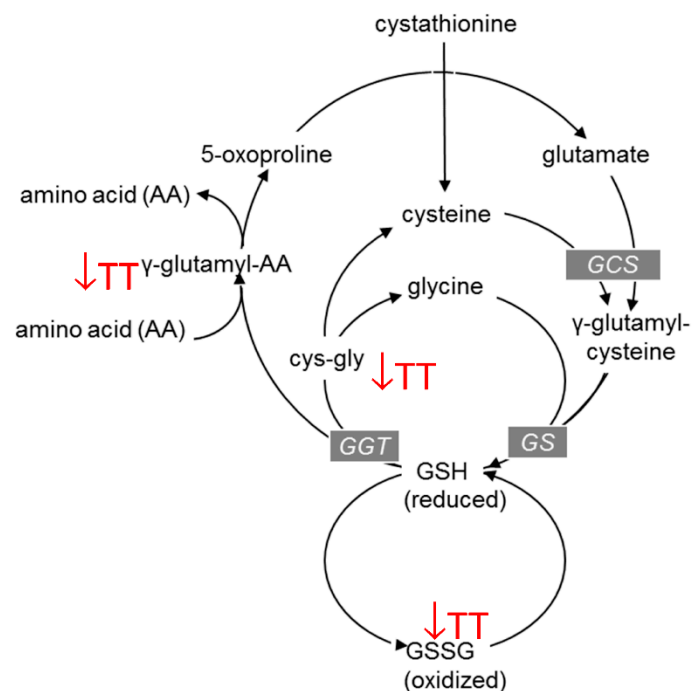 cystathionine
5-oxoproline
glutamate
amino acid (AA)
cysteine
↓TT γ-glutamyl-AA
GCS
glycine
amino acid (AA)
γ-glutamyl-
cysteine
cys-gly ↓TT
GGT
GS
GSH
(reduced)
↓TT
GSSG
(oxidized)